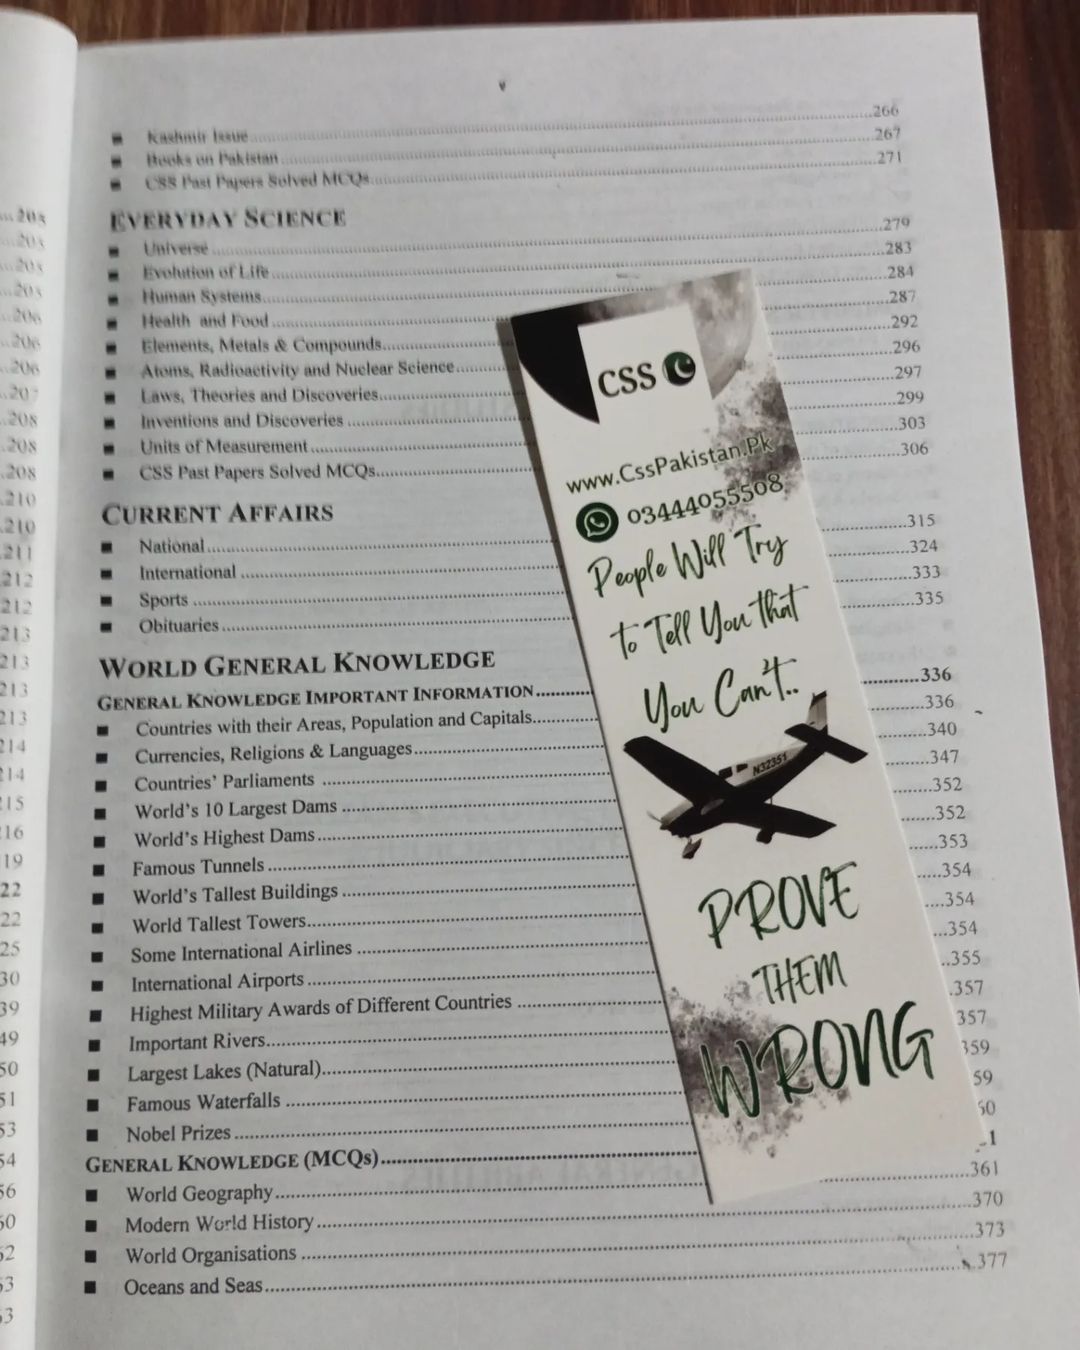 v
Kashmir Issue 266
Books on Pakistan 267
CSS Past Papers Solved MCQs 271
EVERYDAY SCIENCE
Universe 279
Evolution of Life 283
Human Systems 284
Health and Food 287
Elements, Metals & Compounds 292
Atoms, Radioactivity and Nuclear Science 296
Laws, Theories and Discoveries 297
Inventions and Discoveries 299
Units of Measurement 303
CSS Past Papers Solved MCQs 306
CURRENT AFFAIRS
National 315
International 324
Sports 333
Obituaries 335
WORLD GENERAL KNOWLEDGE
GENERAL KNOWLEDGE IMPORTANT INFORMATION 336
Countries with their Areas, Population and Capitals 336
Currencies, Religions & Languages 340
Countries' Parliaments 347
World's 10 Largest Dams 352
World's Highest Dams 352
Famous Tunnels 353
World's Tallest Buildings 354
World Tallest Towers 354
Some International Airlines 354
International Airports 355
Highest Military Awards of Different Countries 357
Important Rivers 357
Largest Lakes (Natural) 359
Famous Waterfalls 59
Nobel Prizes 60
GENERAL KNOWLEDGE (MCQs) 1
World Geography 361
Modern World History 370
World Organisations 373
Oceans and Seas 377
CSS
www.CssPakistan.Pk
03444055508
People Will Try
to Tell You that
You Can't..
N32351
PROVE
THEM
WRONG